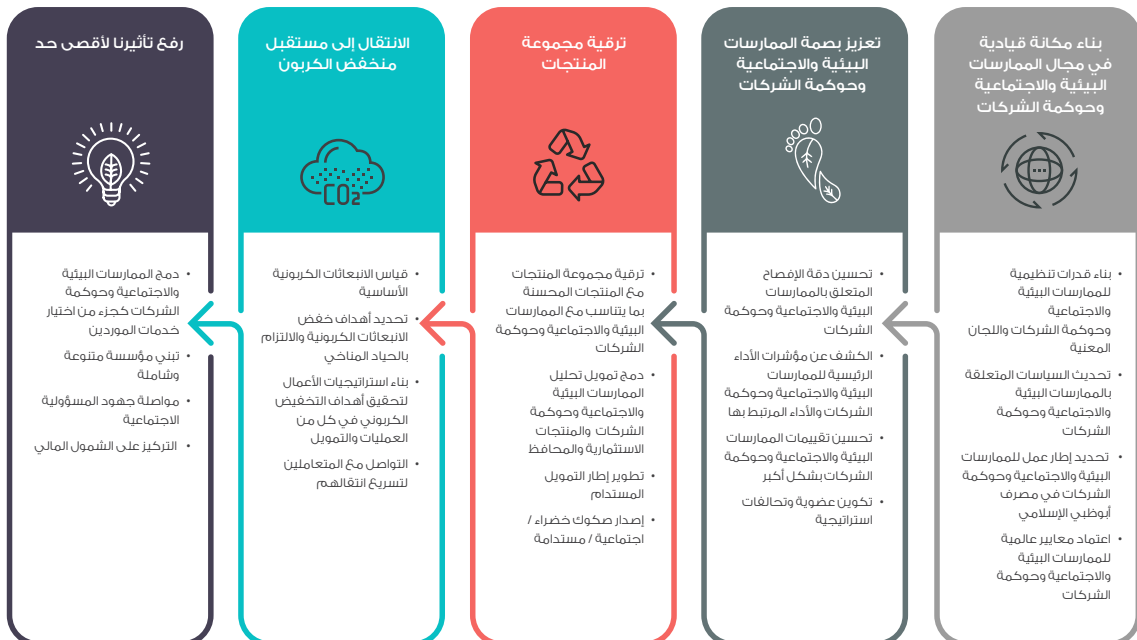 بناء مكانة قيادية
في مجال الممارسات
البيئية والاجتماعية
وحوكمة الشركات
• بناء قدرات تنظيمية
للممارسات البيئية
والاجتماعية
وحوكمة الشركات واللجان
المعنية
• تحديث السياسات المتعلقة
بالممارسات البيئية
والاجتماعية وحوكمة
الشركات
• تحديد إطار عمل للممارسات
البيئية والاجتماعية وحوكمة
الشركات في مصرف
أبوظبي الإسلامي
• اعتماد معايير عالمية
للممارسات البيئية
والاجتماعية وحوكمة
الشركات
تعزيز بصمة الممارسات
البيئية والاجتماعية
وحوكمة الشركات
• تحسين دقة الإفصاح
المتعلق بالممارسات
البيئية والاجتماعية وحوكمة
الشركات
• الكشف عن مؤشرات الأداء
الرئيسية للممارسات
البيئية والاجتماعية وحوكمة
الشركات والأداء المرتبط بها
• تحسين تقييمات الممارسات
البيئية والاجتماعية وحوكمة
الشركات بشكل أكبر
• تكوين عضوية وتحالفات
استراتيجية
ترقية مجموعة
المنتجات
• ترقية مجموعة المنتجات
مع المنتجات المحسنة
بما يتناسب مع الممارسات
البيئية والاجتماعية وحوكمة
الشركات
• دمج تمويل تحليل
الممارسات البيئية
والاجتماعية وحوكمة
الشركات والمنتجات
الاستثمارية والمحافظ
• تطوير إطار التمويل
المستدام
• إصدار صكوك خضراء /
اجتماعية / مستدامة
الانتقال إلى مستقبل
منخفض الكربون
CO2
• قياس الانبعاثات الكربونية
الأساسية
• تحديد أهداف خفض
الانبعاثات الكربونية والالتزام
بالحياد المناخي
• بناء استراتيجيات الأعمال
لتحقيق أهداف التخفيض
الكربوني في كل من
العمليات والتمويل
• التواصل مع المتعاملين
لتسريع انتقالهم
رفع تأثيرنا لأقصى حد
• دمج الممارسات البيئية
والاجتماعية وحوكمة
الشركات كجزء من اختيار
خدمات الموردين
• تبني مؤسسة متنوعة
وشاملة
• مواصلة جهود المسؤولية
الاجتماعية
• التركيز على الشمول المالي